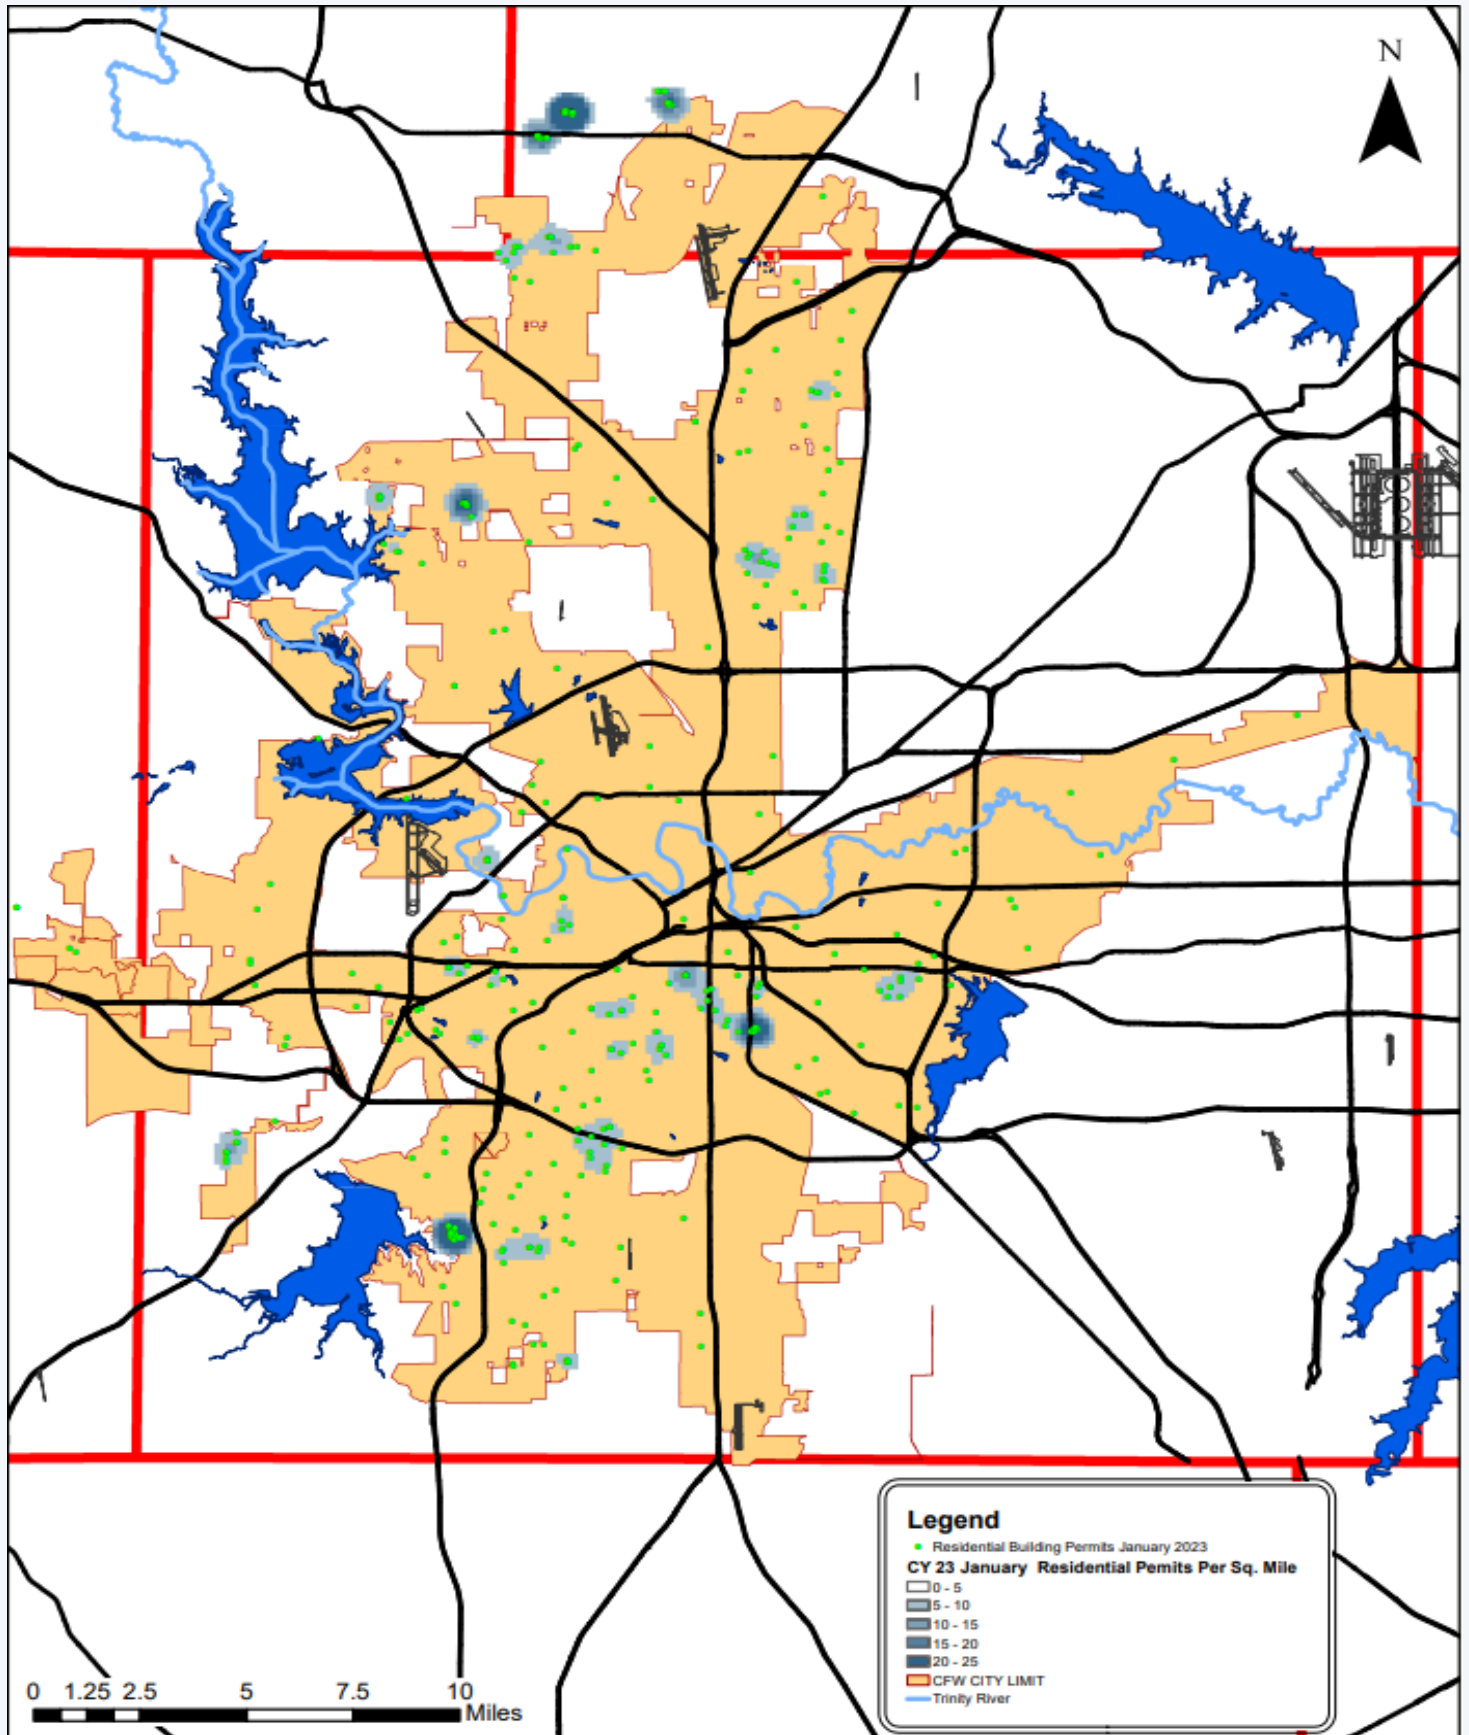 N
Legend
Residential Building Permits January 2023
CY 23 January Residential Pemits Per Sq. Mile
0 - 5
5 - 10
10 - 15
15 - 20
20 - 25
CFW CITY LIMIT
Trinity River
0 1.25 2.5 5 7.5 10
Miles